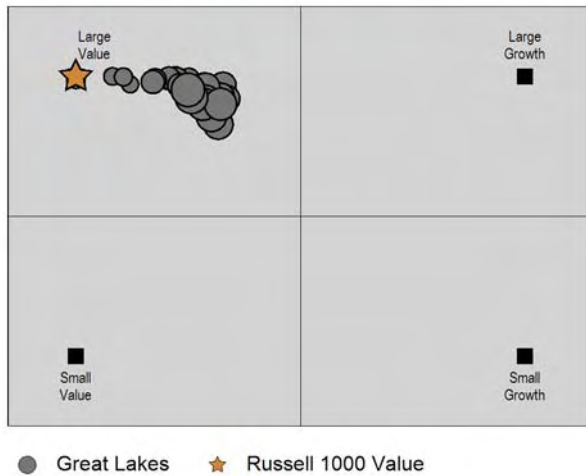 Large
Value
Large
Growth
Small
Value
Small
Growth
Great Lakes
Russell 1000 Value